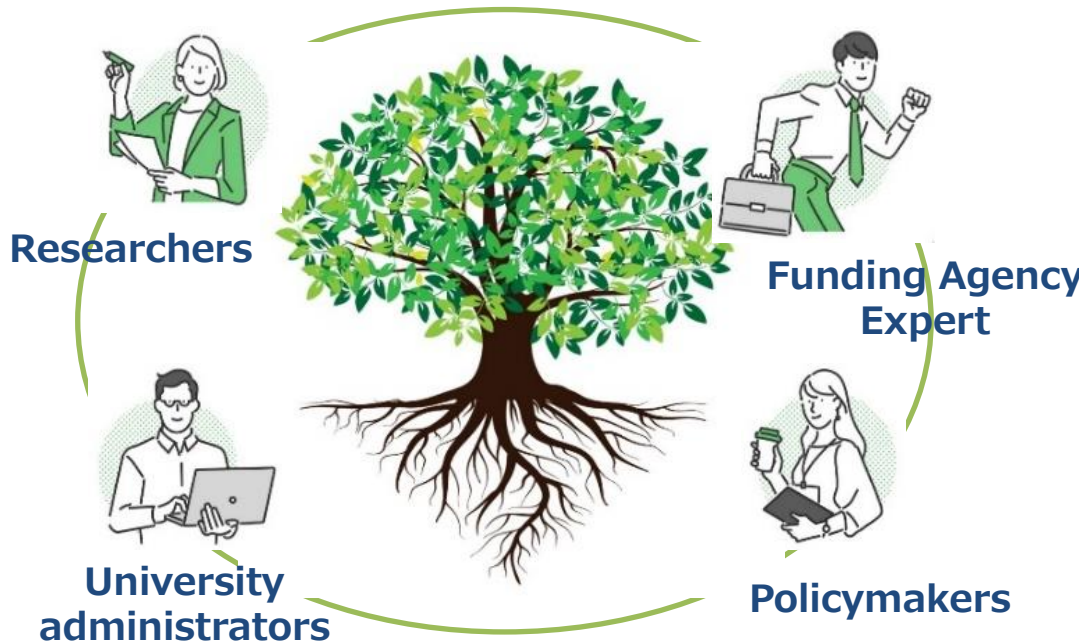 Researchers
Funding Agency
Expert
University
administrators
Policymakers